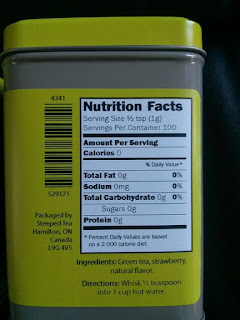 4341
529121
Nutrition Facts
Serving Size ½ tsp (1g)
Servings Per Container 100
Amount Per Serving
Calories 0
% Daily Value*
Total Fat 0g 0%
Sodium 0mg 0%
Total Carbohydrate 0g 0%
Sugars 0g
Protein 0g
* Percent Daily Values are based
on a 2,000 calorie diet.
Packaged by
Steeped Tea
Hamilton, ON
Canada
L9G 4V5
Ingredients: Green tea, strawberry,
natural flavor.
Directions: Whisk ½ teaspoon
into 1 cup hot water.